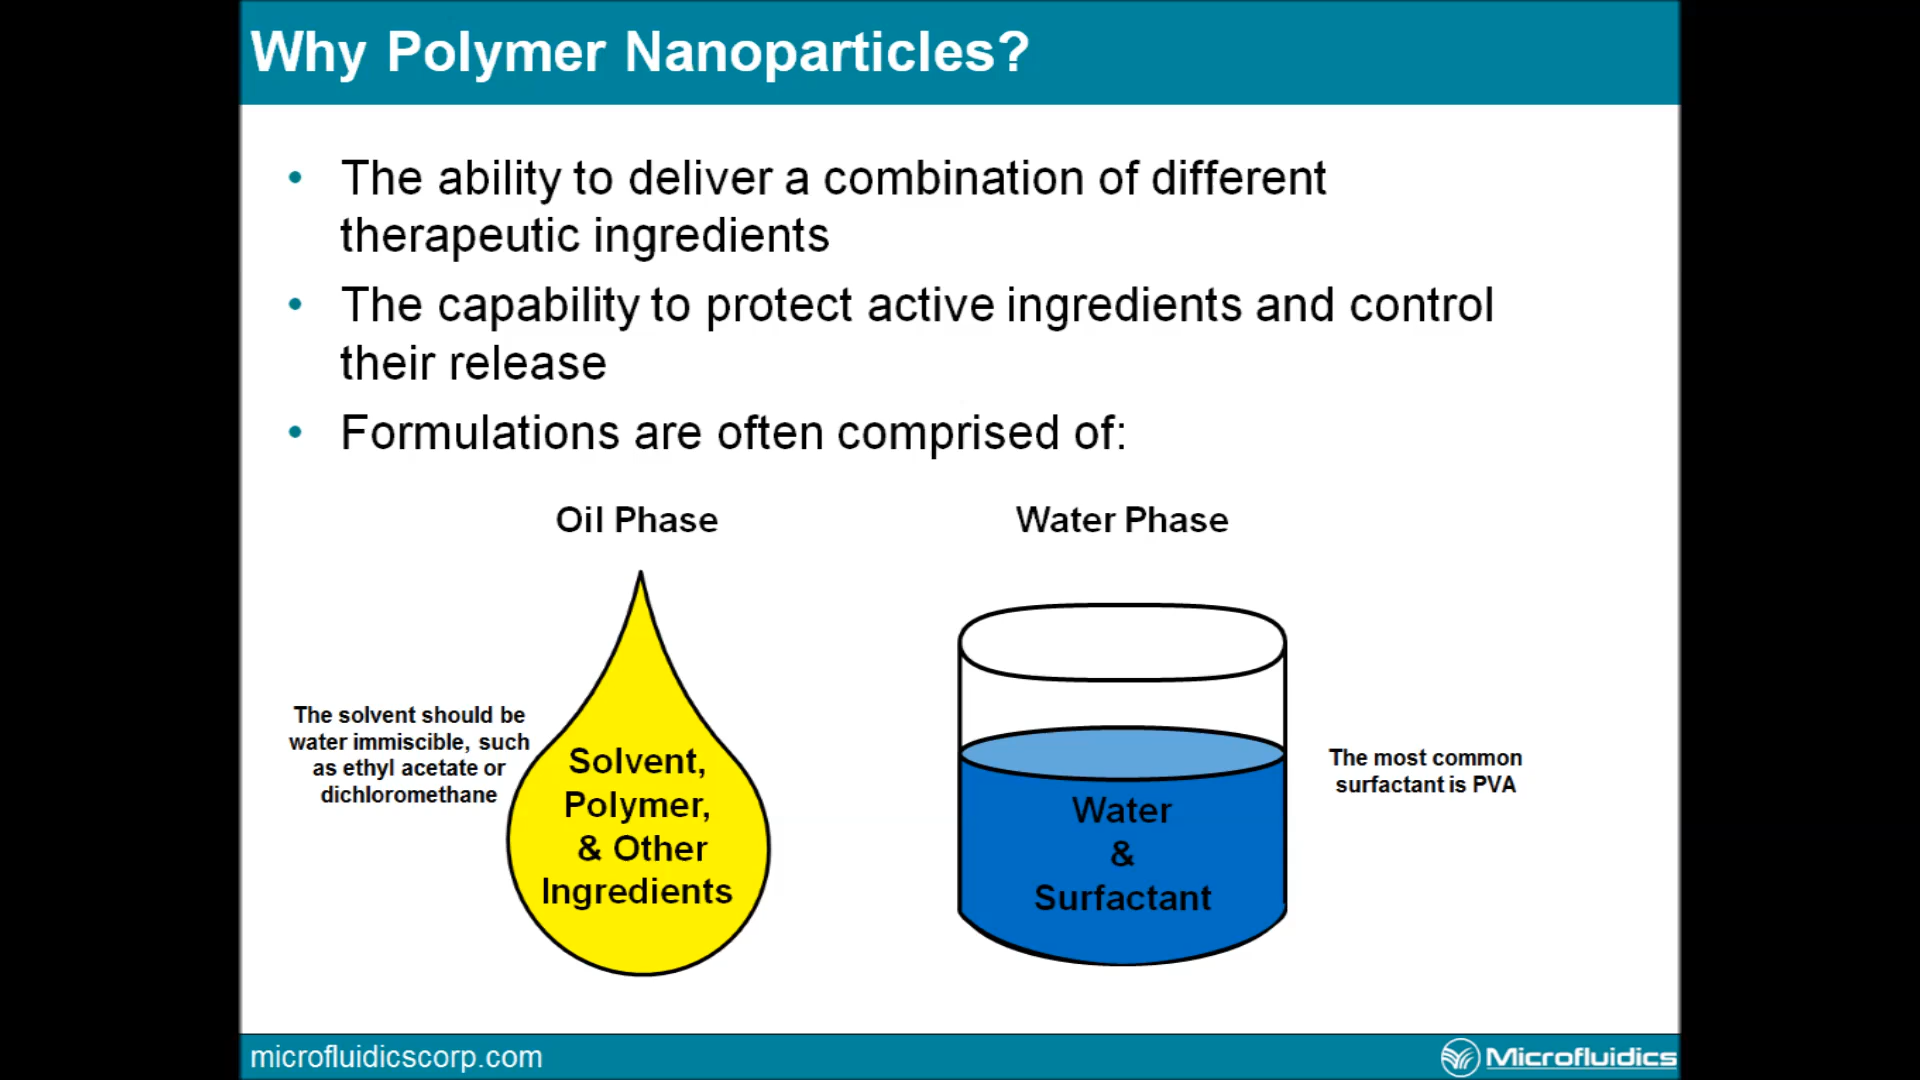 Why Polymer Nanoparticles?
• The ability to deliver a combination of different
therapeutic ingredients
• The capability to protect active ingredients and control
their release
• Formulations are often comprised of:
Oil Phase
Water Phase
The solvent should be
water immiscible, such
as ethyl acetate or
dichloromethane
Solvent,
Polymer,
& Other
Ingredients
Water
&
Surfactant
The most common
surfactant is PVA
microfluidicscorp.com
Microfluidics